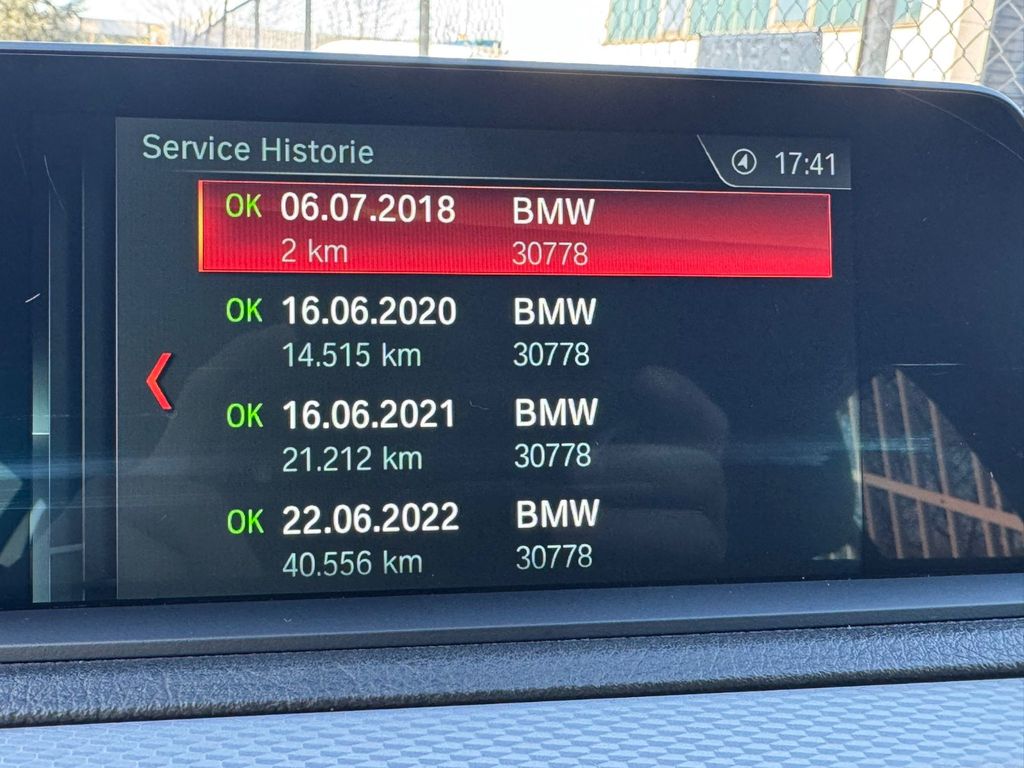 Service Historie
17:41
OK 06.07.2018 BMW
2 km 30778
OK 16.06.2020 BMW
14.515 km 30778
OK 16.06.2021 BMW
21.212 km 30778
OK 22.06.2022 BMW
40.556 km 30778